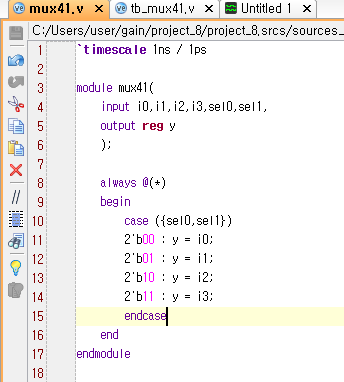 mux41.v × tb_mux41.v × Untitled 1
C:/Users/user/gain/project_8/project_8.srcs/sources_
1 `timescale 1ns / 1ps
2
3 module mux41(
4 input i0,i1,i2,i3,sel0,sel1,
5 output reg y
6 );
7
8 always @(*)
9 begin
10 case ({sel0,sel1})
11 2'b00 : y = i0;
12 2'b01 : y = i1;
13 2'b10 : y = i2;
14 2'b11 : y = i3;
15 endcase
16 end
17 endmodule
18